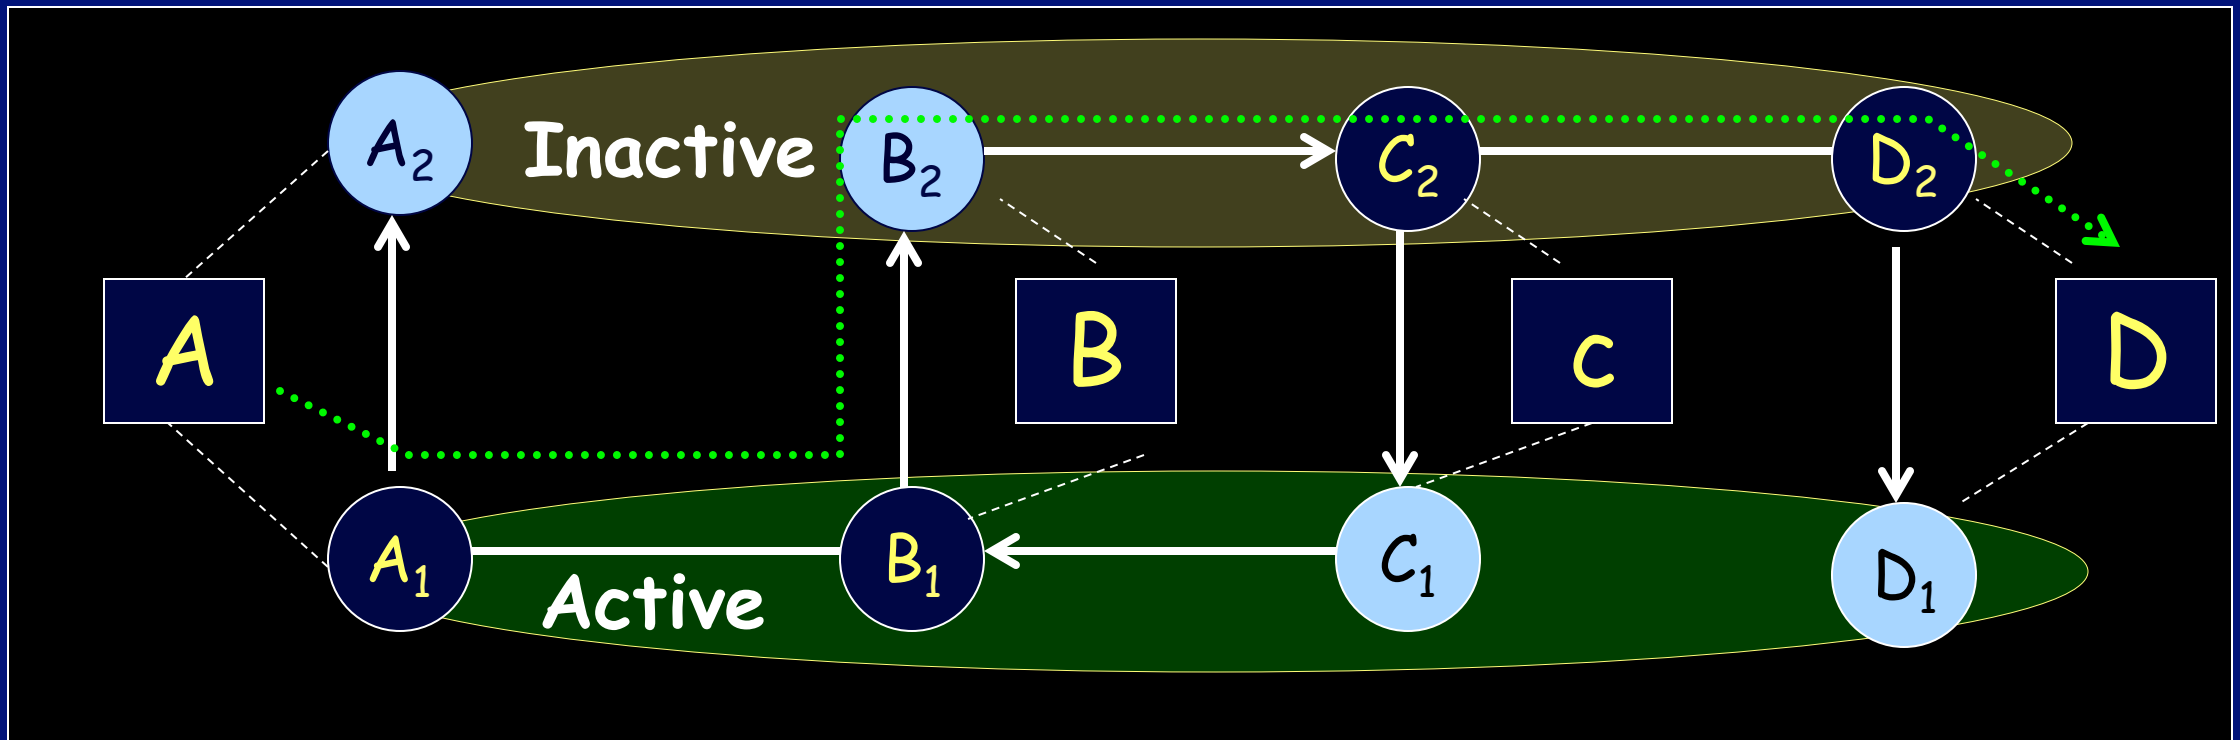 A₂
Inactive
B₂
C₂
D₂
A
B
c
D
A₁
Active
B₁
C₁
D₁